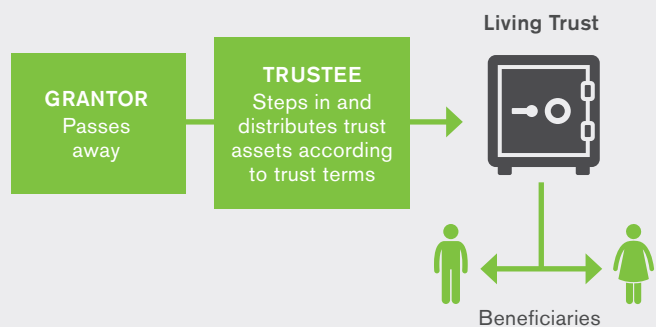 Living Trust
GRANTOR
Passes
away
TRUSTEE
Steps in and
distributes trust
assets according
to trust terms
Beneficiaries